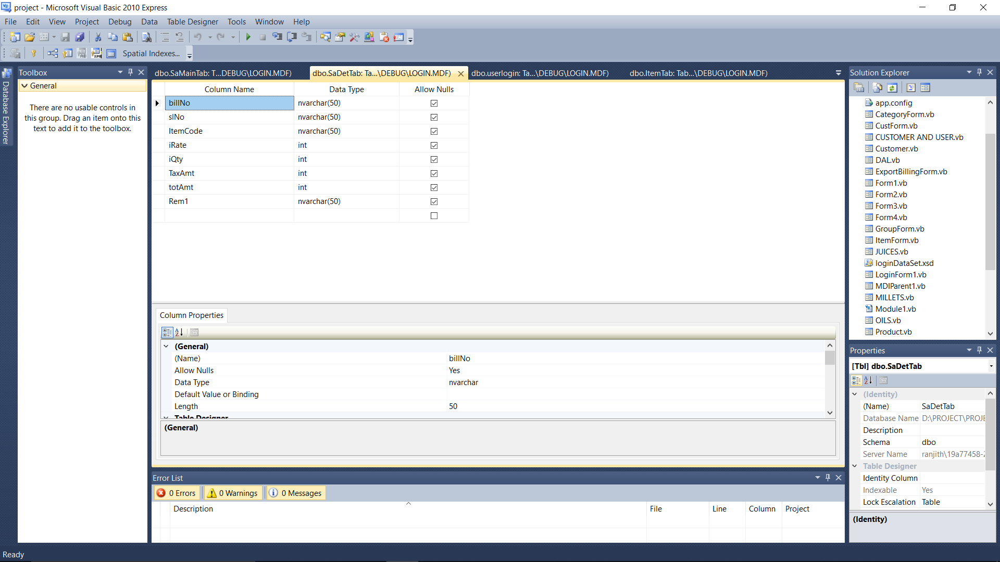 project - Microsoft Visual Basic 2010 Express
File Edit View Project Debug Data Table Designer Tools Window Help
Spatial Indexes...
Database Explorer
Toolbox
General
There are no usable controls in
this group. Drag an item onto this
text to add it to the toolbox.
dbo.SaMainTab: T...DEBUG\LOGIN.MDF) dbo.SaDetTab: Ta...\DEBUG\LOGIN.MDF) dbo.userlogin: Ta...\DEBUG\LOGIN.MDF) dbo.ItemTab: Tab...\DEBUG\LOGIN.MDF)
Column Name Data Type Allow Nulls
billNo nvarchar(50)
slNo nvarchar(50)
ItemCode nvarchar(50)
iRate int
iQty int
TaxAmt int
totAmt int
Rem1 nvarchar(50)
Column Properties
(General)
(Name) billNo
Allow Nulls Yes
Data Type nvarchar
Default Value or Binding
Length 50
Table Designer
(General)
Error List
0 Errors 0 Warnings 0 Messages
Description File Line Column Project
Solution Explorer
app.config
CategoryForm.vb
CustForm.vb
CUSTOMER AND USER.vb
Customer.vb
DAL.vb
ExportBillingForm.vb
Form1.vb
Form2.vb
Form3.vb
Form4.vb
GroupForm.vb
ItemForm.vb
JUICES.vb
loginDataSet.xsd
LoginForm1.vb
MDIParent1.vb
MILLETS.vb
Module1.vb
OILS.vb
Product.vb
Properties
[Tbl] dbo.SaDetTab
(Identity)
(Name) SaDetTab
Database Name D:\PROJECT\PROJE
Description
Schema dbo
Server Name ranjith\19a77458-2
Table Designer
Identity Column
Indexable Yes
Lock Escalation Table
(Identity)
Ready